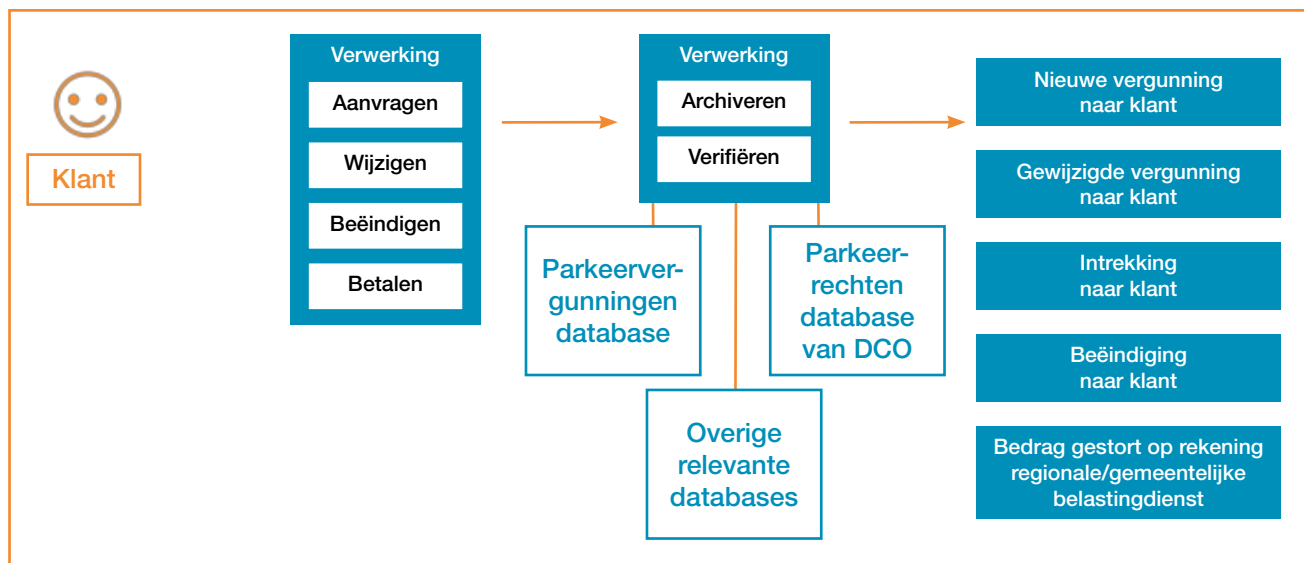 Klant
Verwerking
Aanvragen
Wijzigen
Beëindigen
Betalen
Verwerking
Archiveren
Verifiëren
Parkeerver-
gunningen
database
Parkeer-
rechten
database
van DCO
Overige
relevante
databases
Nieuwe vergunning
naar klant
Gewijzigde vergunning
naar klant
Intrekking
naar klant
Beëindiging
naar klant
Bedrag gestort op rekening
regionale/gemeentelijke
belastingdienst